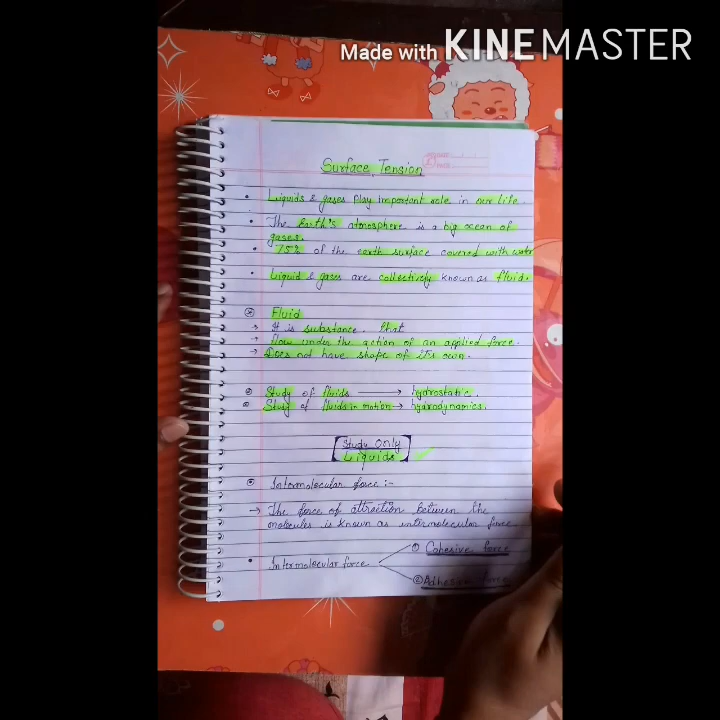 Made with KINEMASTER
Surface Tension
• Liquids & gases play important role in our life.
• The Earth's atmosphere is a big ocean of
gases.
• 75% of the earth surface covered with water
• Liquid & gases are collectively known as fluid.
Fluid
→ It is substance that
→ flow under the action of an applied force.
→ Does not have shape of its own.
Study of fluids → hydrostatic.
Study of fluids in motion → hydrodynamics.
Study Only
Liquids
Intermolecular force :-
→ The force of attraction between the
molecules is known as intermolecular force
• Intermolecular force
① Cohesive force
② Adhesive